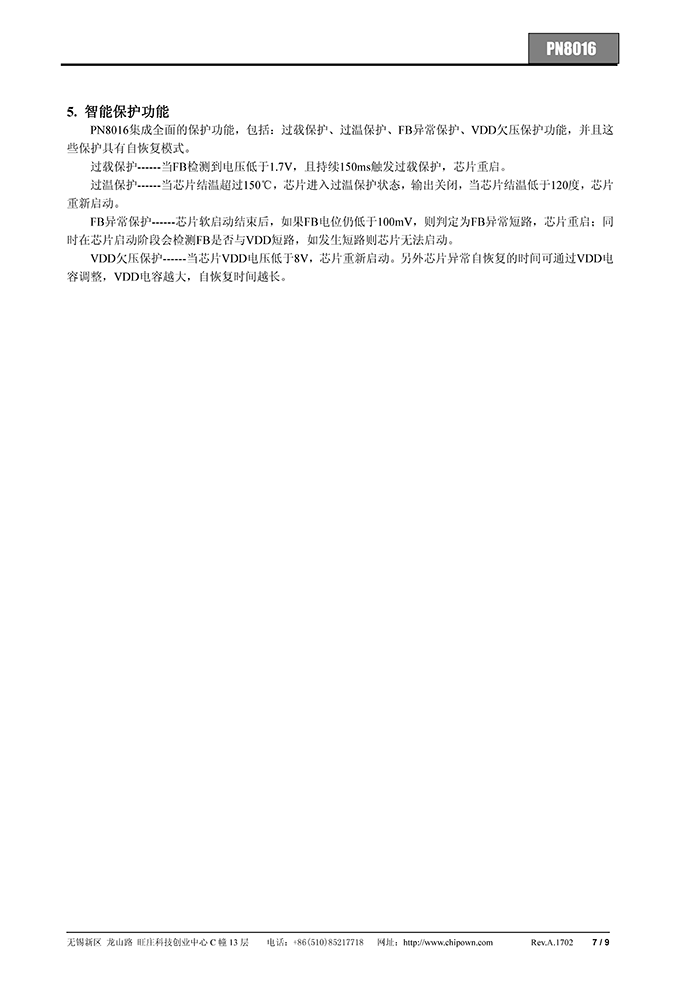 PN8016
5. 智能保护功能
PN8016集成全面的保护功能，包括：过载保护、过温保护、FB异常保护、VDD欠压保护功能，并且这
些保护具有自恢复模式。
过载保护------当FB检测到电压低于1.7V，且持续150ms触发过载保护，芯片重启。
过温保护------当芯片结温超过150℃，芯片进入过温保护状态，输出关闭，当芯片结温低于120度，芯片
重新启动。
FB异常保护------芯片软启动结束后，如果FB电位仍低于100mV，则判定为FB异常短路，芯片重启；同
时在芯片启动阶段会检测FB是否与VDD短路，如发生短路则芯片无法启动。
VDD欠压保护------当芯片VDD电压低于8V，芯片重新启动。另外芯片异常自恢复的时间可通过VDD电
容调整，VDD电容越大，自恢复时间越长。
无锡新区 龙山路 旺庄科技创业中心 C 幢 13 层 电话：+86(510)85217718 网址：http://www.chipown.com Rev.A.1702 7 / 9